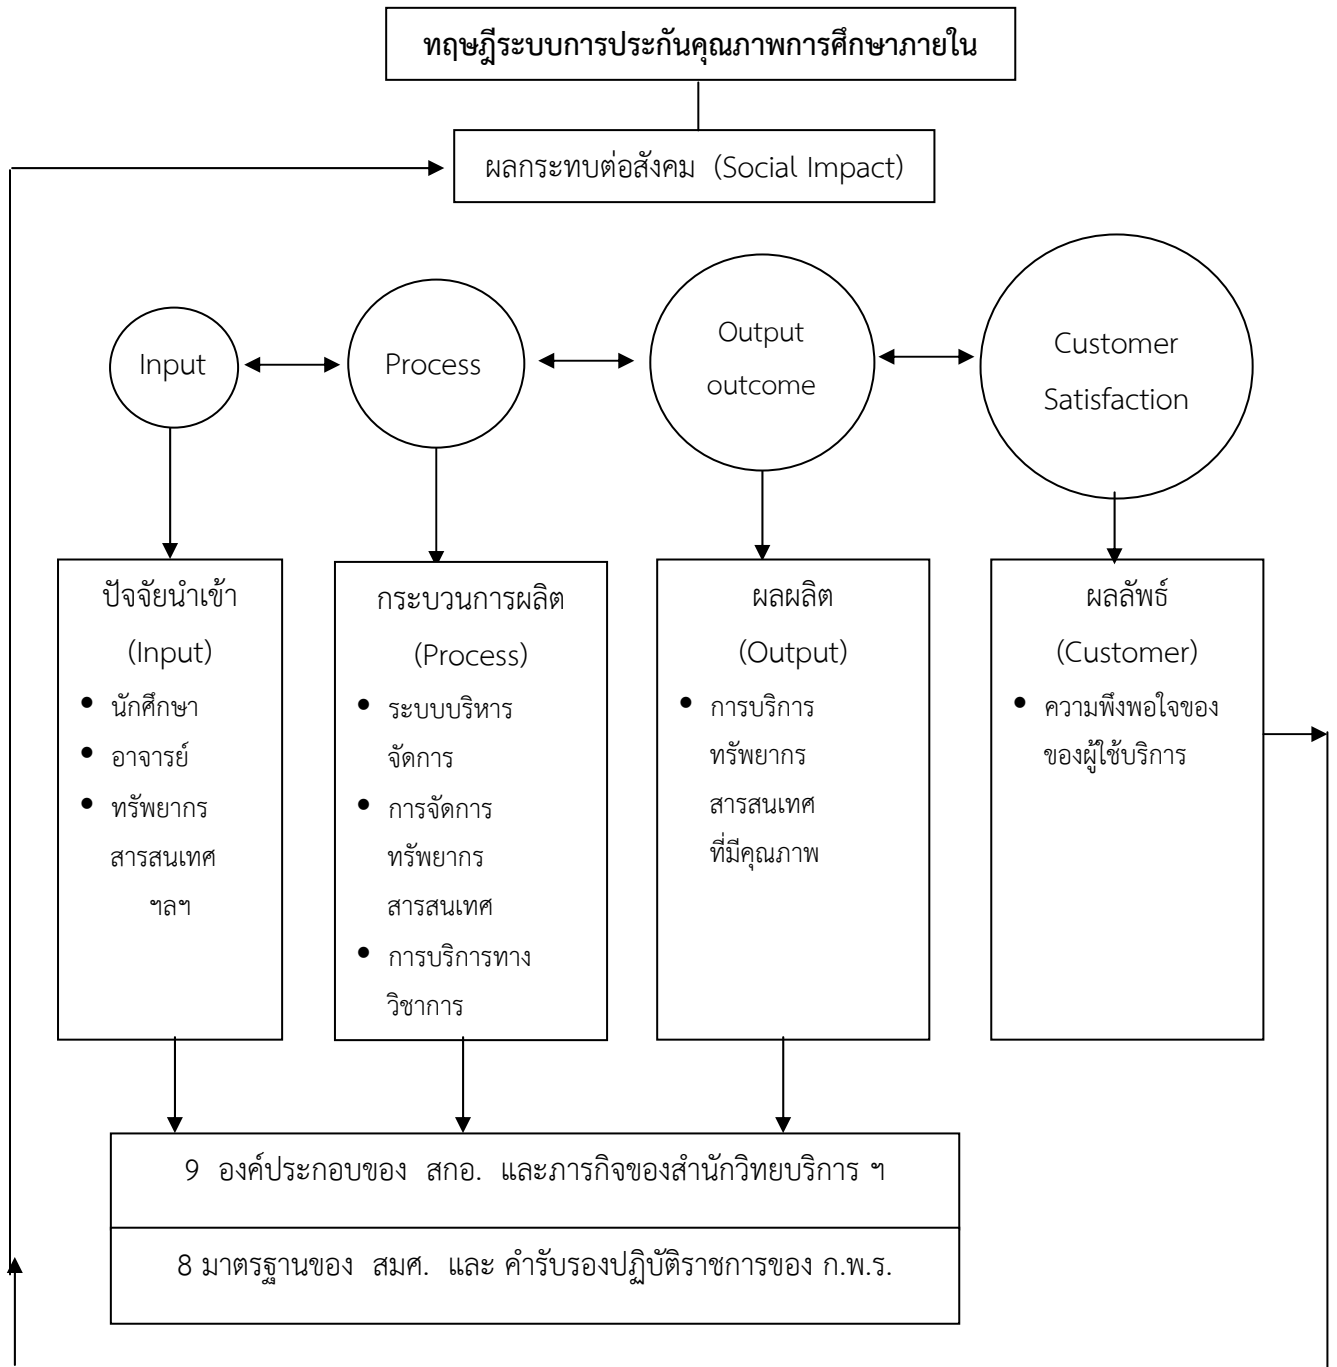 ทฤษฎีระบบการประกันคุณภาพการศึกษาภายใน
ผลกระทบต่อสังคม (Social Impact)
Input
Process
Output
outcome
Customer
Satisfaction
ปัจจัยนำเข้า
(Input)
• นักศึกษา
• อาจารย์
• ทรัพยากร
สารสนเทศ
ฯลฯ
กระบวนการผลิต
(Process)
• ระบบบริหาร
จัดการ
• การจัดการ
ทรัพยากร
สารสนเทศ
• การบริการทาง
วิชาการ
ผลผลิต
(Output)
• การบริการ
ทรัพยากร
สารสนเทศ
ที่มีคุณภาพ
ผลลัพธ์
(Customer)
• ความพึงพอใจของ
ของผู้ใช้บริการ
9 องค์ประกอบของ สกอ. และภารกิจของสำนักวิทยบริการ ฯ
8 มาตรฐานของ สมศ. และ คำรับรองปฏิบัติราชการของ ก.พ.ร.